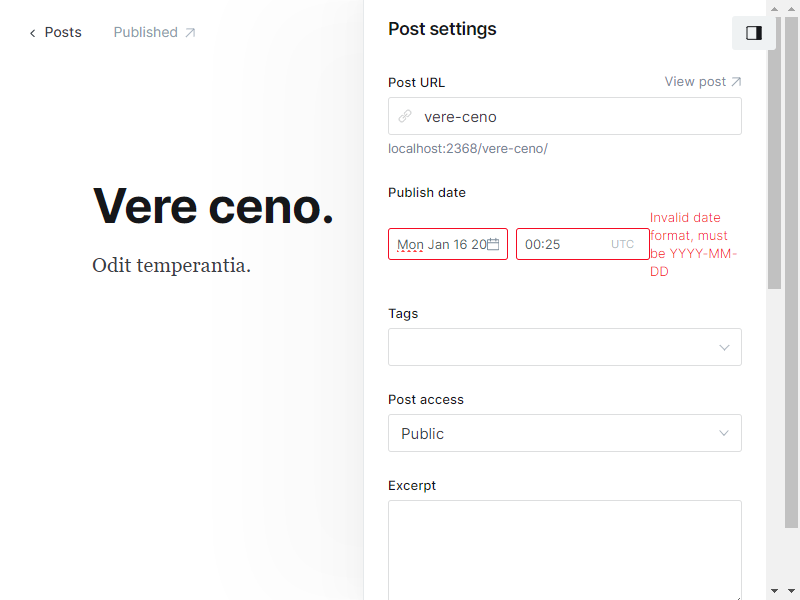 Posts
Published
Post settings
Post URL
View post
vere-ceno
localhost:2368/vere-ceno/
Publish date
Mon Jan 16 20
00:25
UTC
Invalid date
format, must
be YYYY-MM-
DD
Vere ceno.
Odit temperantia.
Tags
Post access
Public
Excerpt